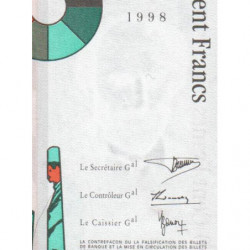 1998
ent Francs
Le Secrétaire Gal
Le Contrôleur Gal
Le Caissier Gal
LA CONTREFAÇON OU LA FALSIFICATION DES BILLETS
DE BANQUE ET LA MISE EN CIRCULATION DES BILLETS